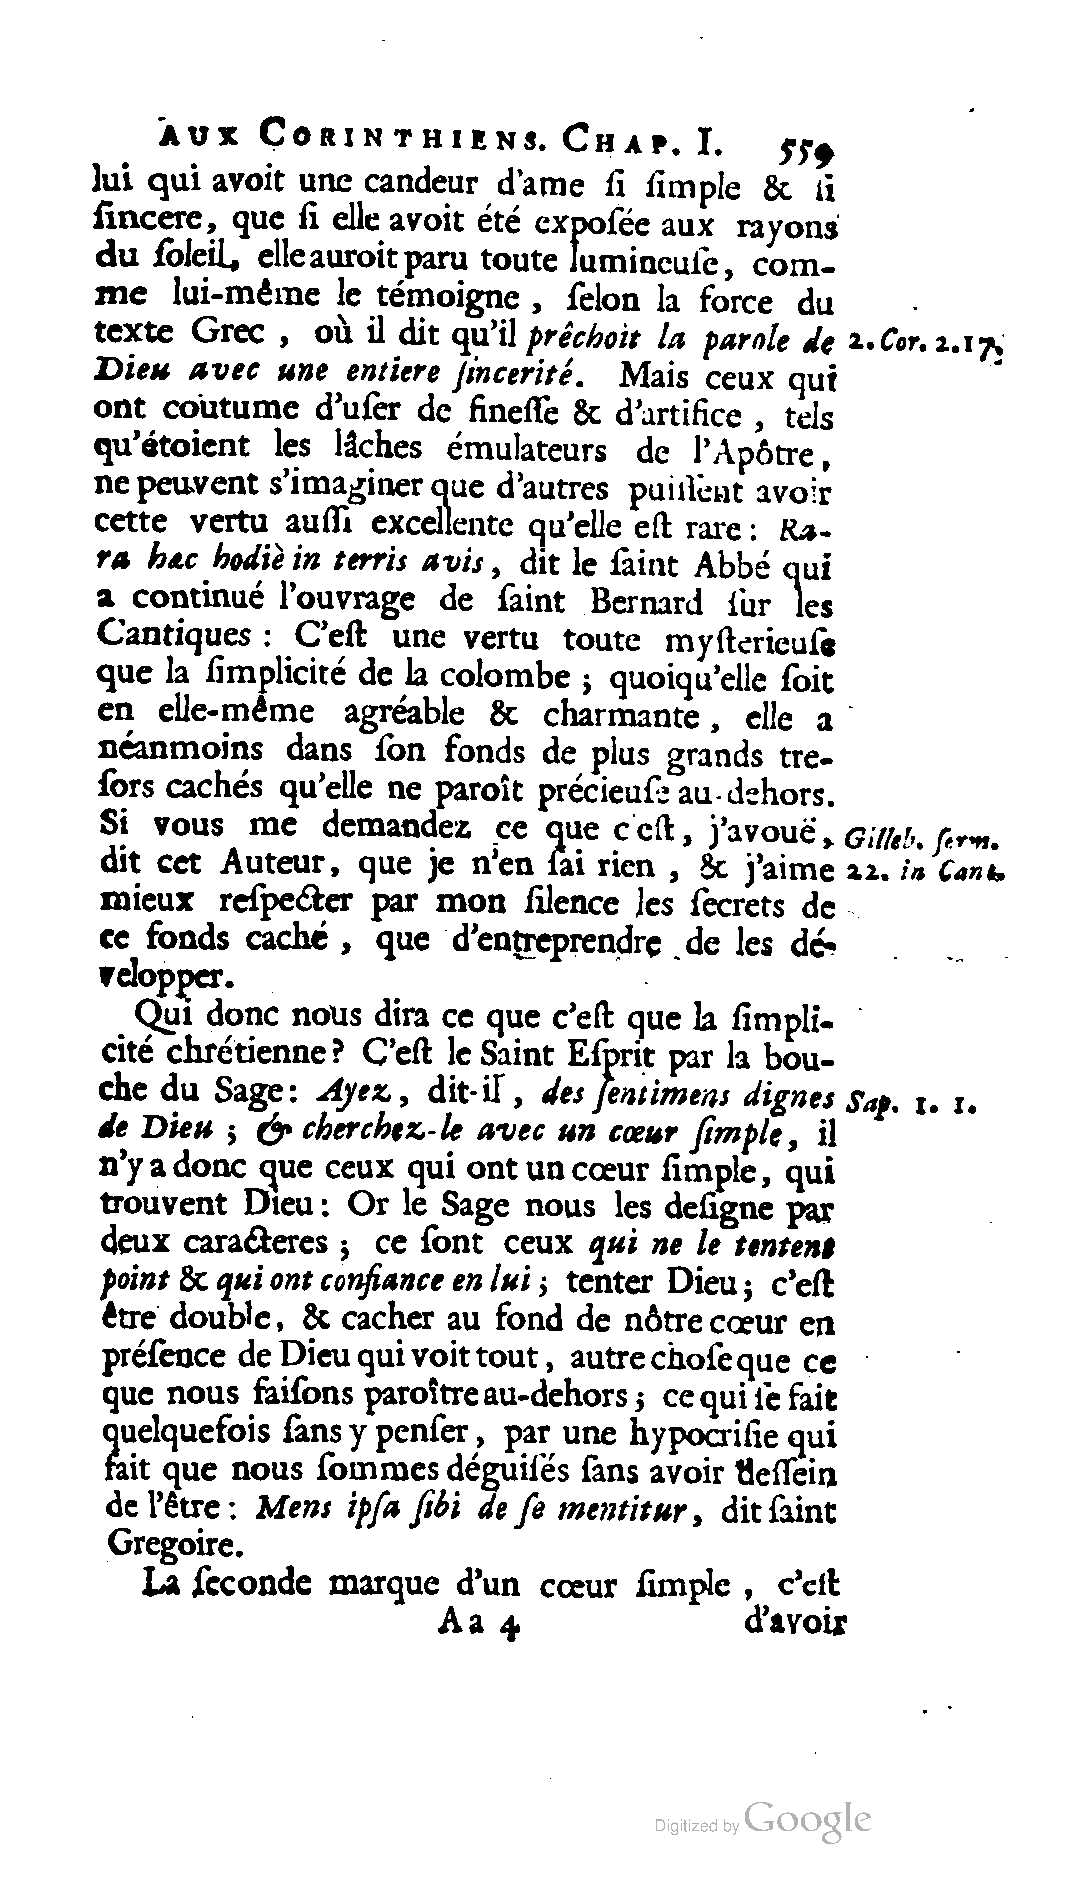 AUX CORINTHIENS. CHAP. I. 559
lui qui avoit une candeur d'ame ſi ſimple & ſi
ſincere, que ſi elle avoit été expoſée aux rayons
du ſoleil, elle auroit paru toute lumineuſe, com-
me lui-même le témoigne, ſelon la force du
texte Grec, où il dit qu'il prêchoit la parole de 2. Cor. 2. 17.
Dieu avec une entiere ſincerité. Mais ceux qui
ont coûtume d'uſer de fineſſe & d'artifice, tels
qu'étoient les lâches émulateurs de l'Apôtre,
ne peuvent s'imaginer que d'autres puiſſent avoir
cette vertu auſſi excellente qu'elle eſt rare: Ra-
ra hæc hodiè in terris avis, dit le ſaint Abbé qui
a continué l'ouvrage de ſaint Bernard ſur les
Cantiques: C'eſt une vertu toute myſterieuſe
que la ſimplicité de la colombe; quoiqu'elle ſoit
en elle-même agréable & charmante, elle a
néanmoins dans ſon fonds de plus grands tre-
ſors cachés qu'elle ne paroît précieuſe au-dehors.
Si vous me demandez ce que c'eſt, j'avouë, Gilleb. ſerm.
dit cet Auteur, que je n'en ſai rien, & j'aime 22. in Cant.
mieux reſpecter par mon ſilence les ſecrets de
ce fonds caché, que d'entreprendre de les dé-
velopper.
Qui donc nous dira ce que c'eſt que la ſimpli-
cité chrétienne? C'eſt le Saint Eſprit par la bou-
che du Sage: Ayez, dit-il, des ſentimens dignes Sap. 1. 1.
de Dieu; & cherchez-le avec un cœur ſimple, il
n'y a donc que ceux qui ont un cœur ſimple, qui
trouvent Dieu: Or le Sage nous les deſigne par
deux caracteres; ce ſont ceux qui ne le tentent
point & qui ont confiance en lui; tenter Dieu; c'eſt
être double, & cacher au fond de nôtre cœur en
préſence de Dieu qui voit tout, autre choſe que ce
que nous faiſons paroître au-dehors; ce qui ſe fait
quelquefois ſans y penſer, par une hypocriſie qui
fait que nous ſommes déguiſés ſans avoir deſſein
de l'être: Mens ipſa ſibi de ſe mentitur, dit ſaint
Gregoire.
La ſeconde marque d'un cœur ſimple, c'eſt
Aa 4 d'avoir
Digitized by Google